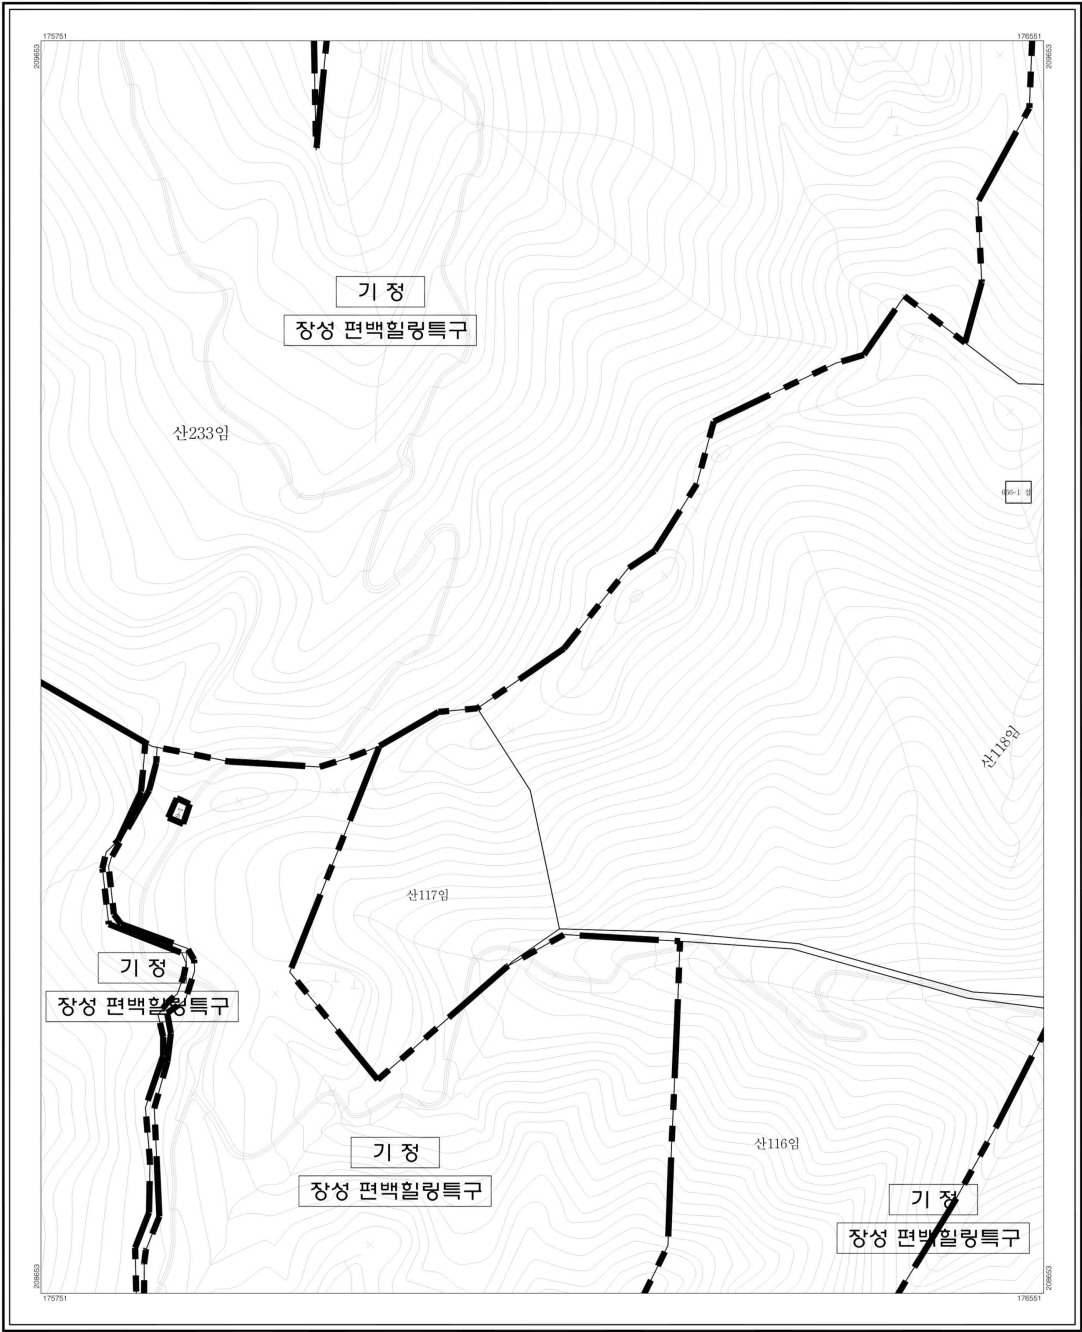 175751
176551
209653
209653
기 정
장성 편백힐링특구
산233임
산118임
산117임
기 정
장성 편백힐링특구
산116임
기 정
장성 편백힐링특구
기 정
장성 편백힐링특구
208653
208653
175751
176551